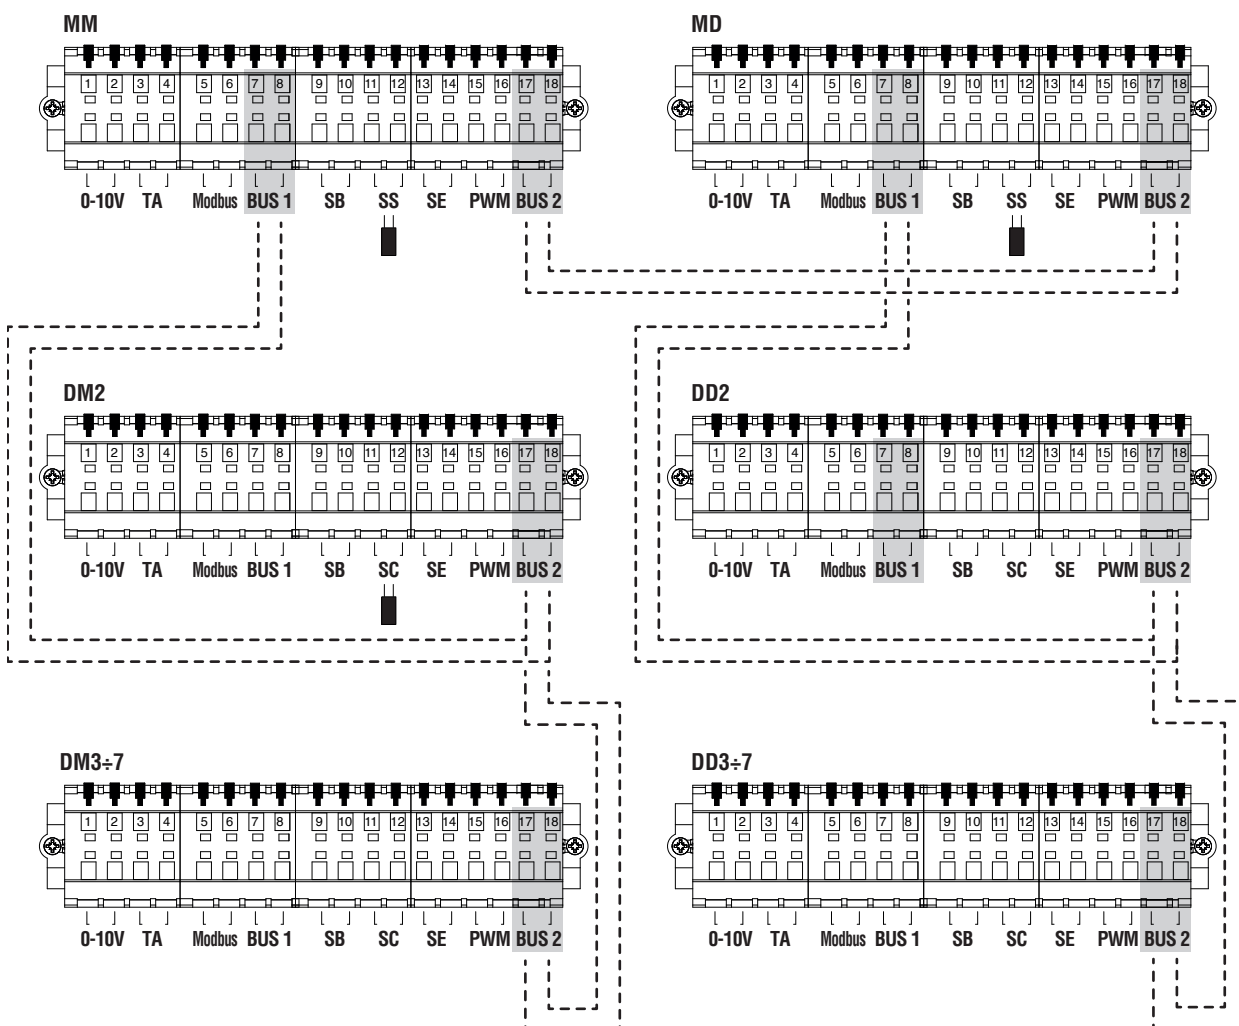 MM MD
1 2 3 4 5 6 7 8 9 10 11 12 13 14 15 16 17 18 1 2 3 4 5 6 7 8 9 10 11 12 13 14 15 16 17 18
0-10V TA Modbus BUS 1 SB SS SE PWM BUS 2 0-10V TA Modbus BUS 1 SB SS SE PWM BUS 2
DM2 DD2
1 2 3 4 5 6 7 8 9 10 11 12 13 14 15 16 17 18 1 2 3 4 5 6 7 8 9 10 11 12 13 14 15 16 17 18
0-10V TA Modbus BUS 1 SB SC SE PWM BUS 2 0-10V TA Modbus BUS 1 SB SC SE PWM BUS 2
DM3÷7 DD3÷7
1 2 3 4 5 6 7 8 9 10 11 12 13 14 15 16 17 18 1 2 3 4 5 6 7 8 9 10 11 12 13 14 15 16 17 18
0-10V TA Modbus BUS 1 SB SC SE PWM BUS 2 0-10V TA Modbus BUS 1 SB SC SE PWM BUS 2